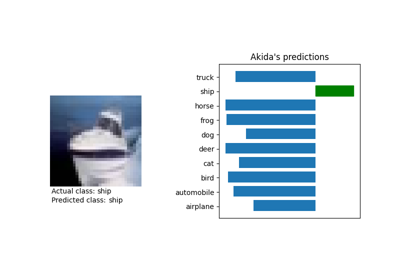 Akida's predictions
truck
ship
horse
frog
dog
deer
cat
bird
automobile
airplane
Actual class: ship
Predicted class: ship